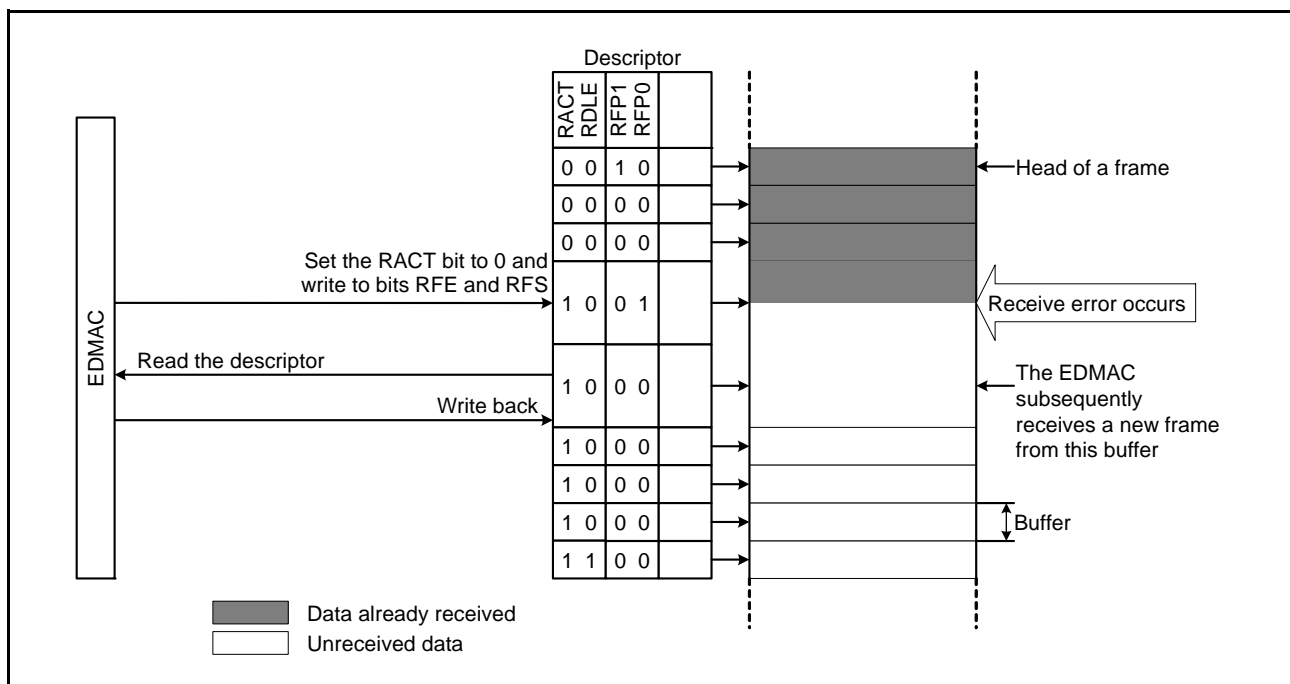 Descriptor
RACT
RDLE
RFP1
RFP0
0 0 1 0
Head of a frame
0 0 0 0
0 0 0 0
Set the RACT bit to 0 and
write to bits RFE and RFS
1 0 0 1
Receive error occurs
EDMAC
Read the descriptor
1 0 0 0
Write back
The EDMAC
subsequently
receives a new frame
from this buffer
1 0 0 0
1 0 0 0
1 0 0 0
Buffer
1 1 0 0
Data already received
Unreceived data